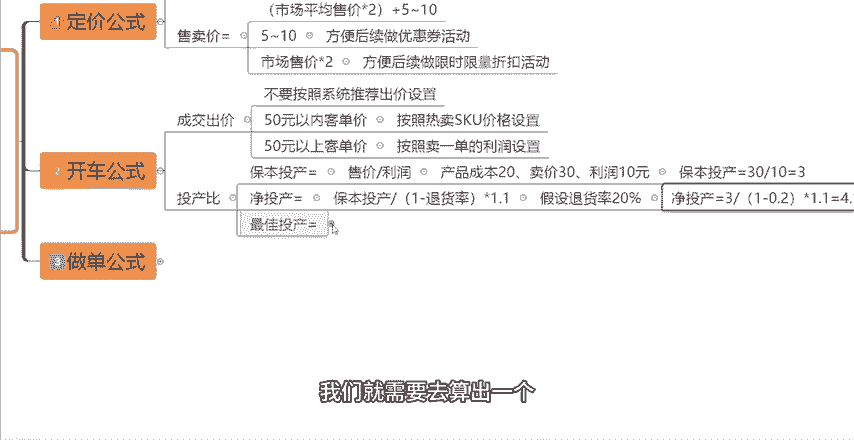 （市场平均售价*2）+5~10
1 定价公式
售卖价= 5~10 方便后续做优惠券活动
市场售价*2 方便后续做限时限量折扣活动
不要按照系统推荐出价设置
成交出价 50元以内客单价 按照热卖SKU价格设置
50元以上客单价 按照卖一单的利润设置
2 开车公式
保本投产= 售价/利润 产品成本20、卖价30、利润10元 保本投产=30/10=3
投产比 净投产= 保本投产/（1-退货率）*1.1 假设退货率20% 净投产=3/（1-0.2）*1.1=4.
最佳投产=
3 做单公式
我们就需要去算出一个